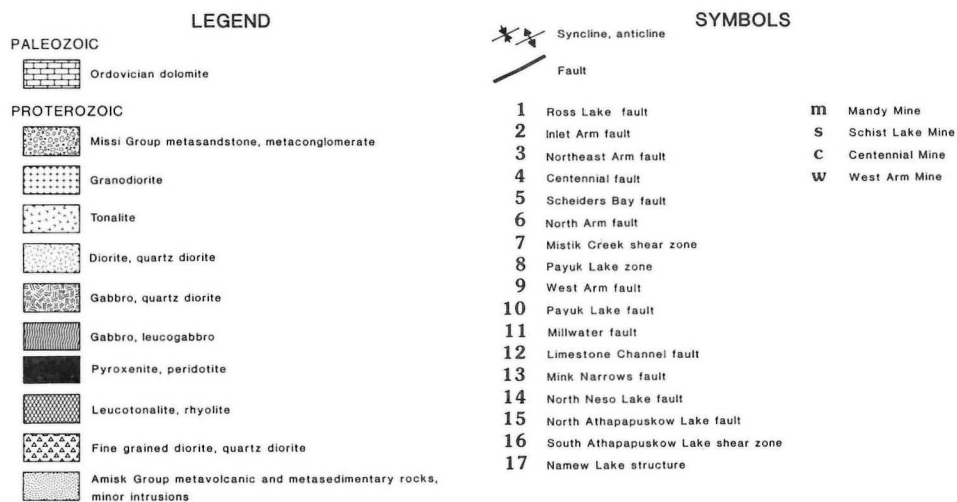 LEGEND
PALEOZOIC
Ordovician dolomite
PROTEROZOIC
Missi Group metasandstone, metaconglomerate
Granodiorite
Tonalite
Diorite, quartz diorite
Gabbro, quartz diorite
Gabbro, leucogabbro
Pyroxenite, peridotite
Leucotonalite, rhyolite
Fine grained diorite, quartz diorite
Amisk Group metavolcanic and metasedimentary rocks,
minor intrusions
SYMBOLS
Syncline, anticline
Fault
1 Ross Lake fault
2 Inlet Arm fault
3 Northeast Arm fault
4 Centennial fault
5 Scheiders Bay fault
6 North Arm fault
7 Mistik Creek shear zone
8 Payuk Lake zone
9 West Arm fault
10 Payuk Lake fault
11 Millwater fault
12 Limestone Channel fault
13 Mink Narrows fault
14 North Neso Lake fault
15 North Athapapuskow Lake fault
16 South Athapapuskow Lake shear zone
17 Namew Lake structure
m Mandy Mine
s Schist Lake Mine
c Centennial Mine
w West Arm Mine